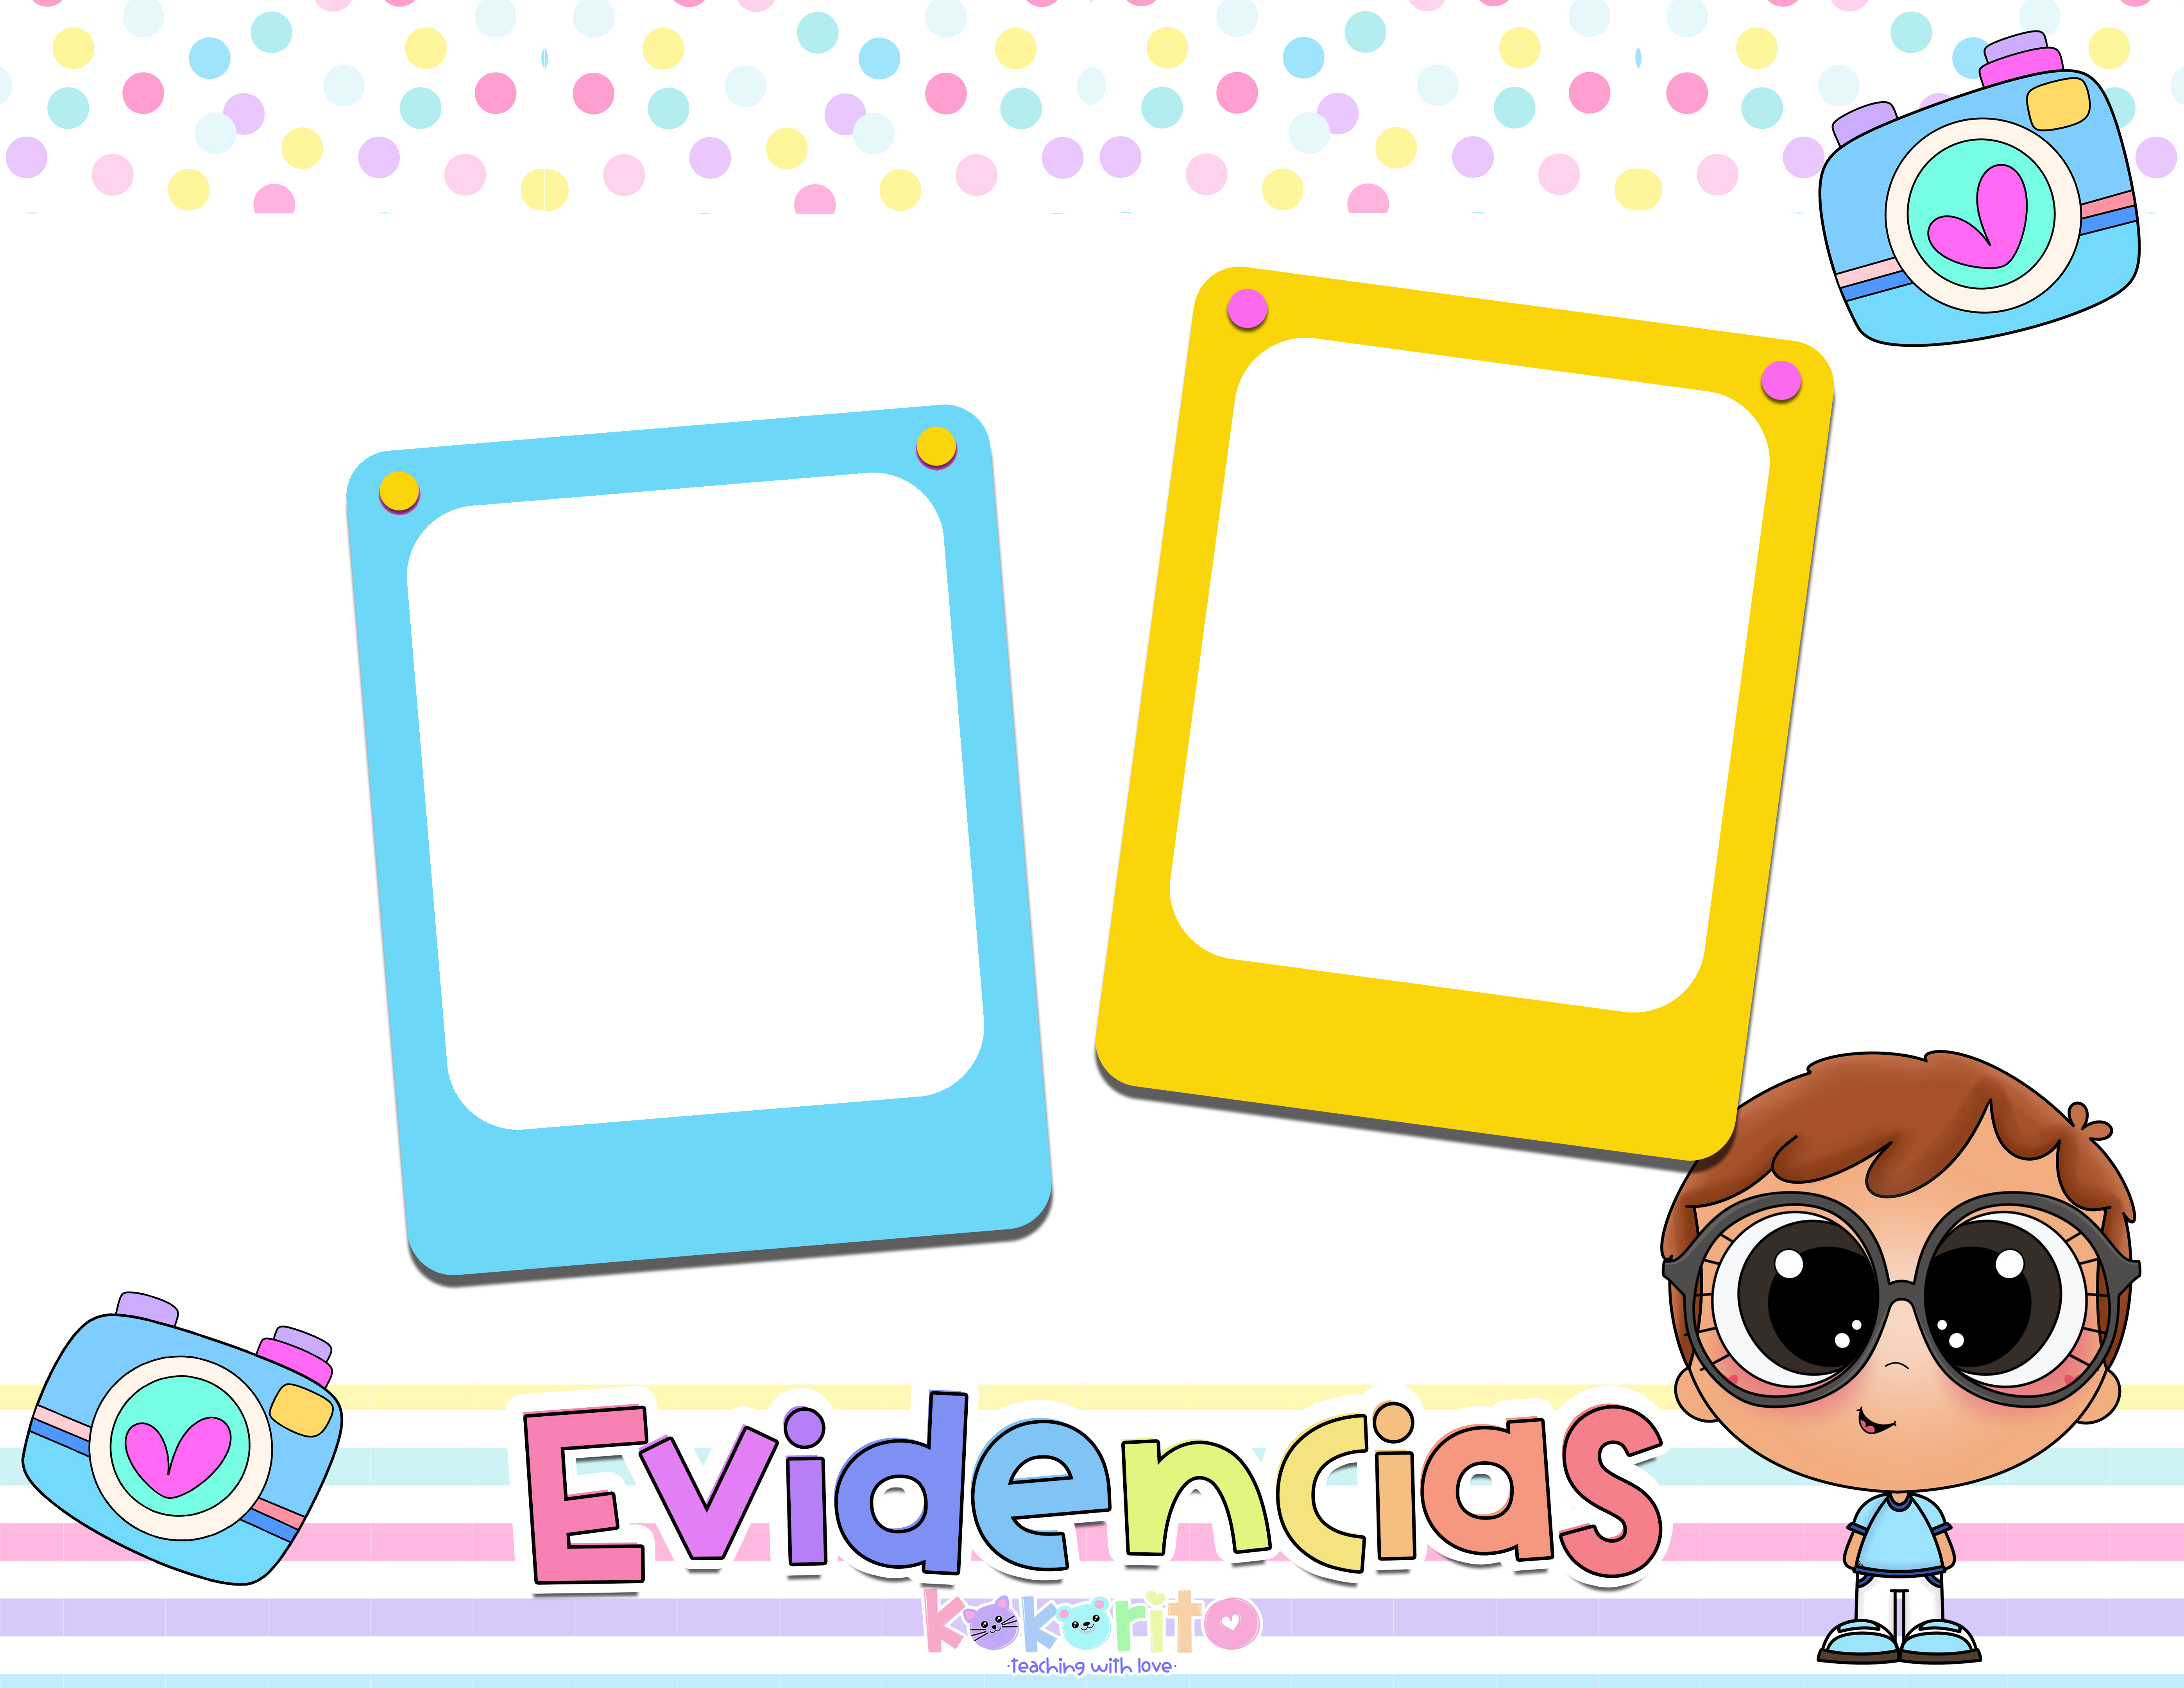 Evidencias
kokorito
·teaching with love·